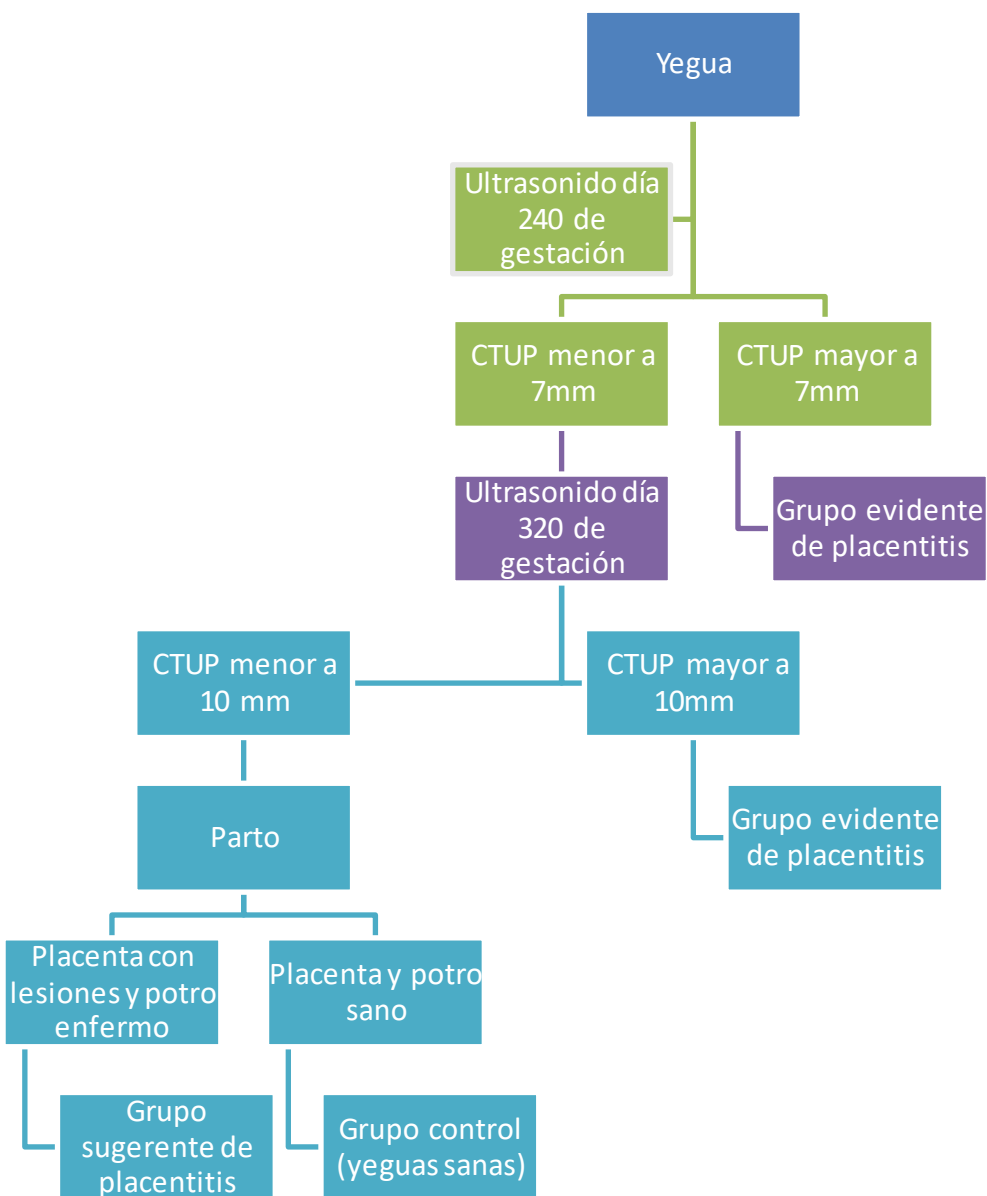 Yegua
Ultrasonido día
240 de
gestación
CTUP menor a
7mm
CTUP mayor a
7mm
Ultrasonido día
320 de
gestación
Grupo evidente
de placentitis
CTUP menor a
10 mm
CTUP mayor a
10mm
Parto
Grupo evidente
de placentitis
Placenta con
lesiones y potro
enfermo
Placenta y potro
sano
Grupo
sugerente de
placentitis
Grupo control
(yeguas sanas)